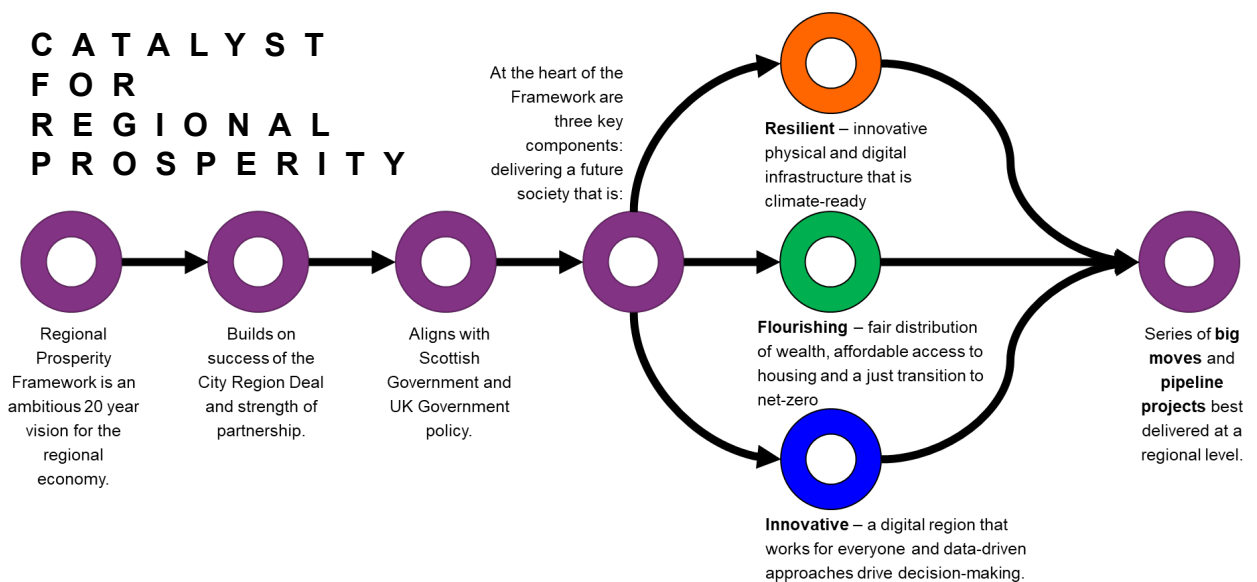 C A T A L Y S T
F O R
R E G I O N A L
P R O S P E R I T Y
Regional
Prosperity
Framework is an
ambitious 20 year
vision for the
regional
economy.
Builds on
success of the
City Region Deal
and strength of
partnership.
Aligns with
Scottish
Government and
UK Government
policy.
At the heart of the
Framework are
three key
components:
delivering a future
society that is:
Resilient – innovative
physical and digital
infrastructure that is
climate-ready
Flourishing – fair distribution
of wealth, affordable access to
housing and a just transition to
net-zero
Innovative – a digital region that
works for everyone and data-driven
approaches drive decision-making.
Series of big
moves and
pipeline
projects best
delivered at a
regional level.